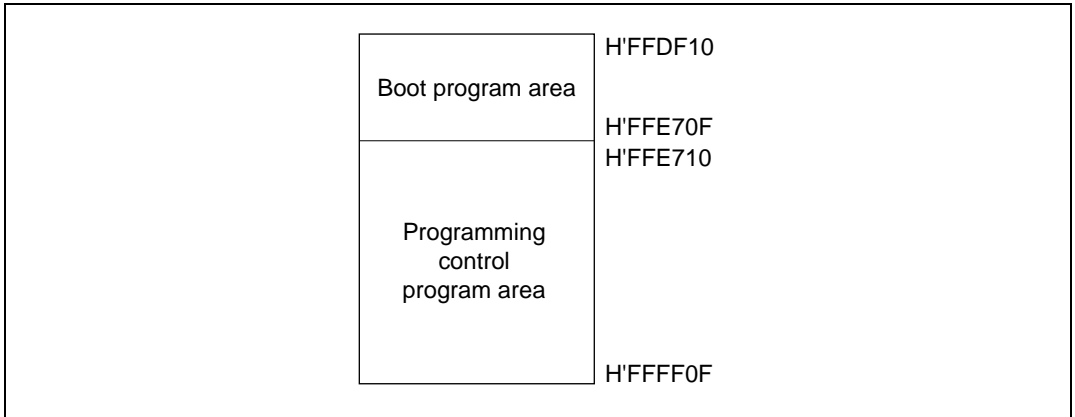 H'FFDF10
Boot program area
H'FFE70F
H'FFE710
Programming
control
program area
H'FFFF0F